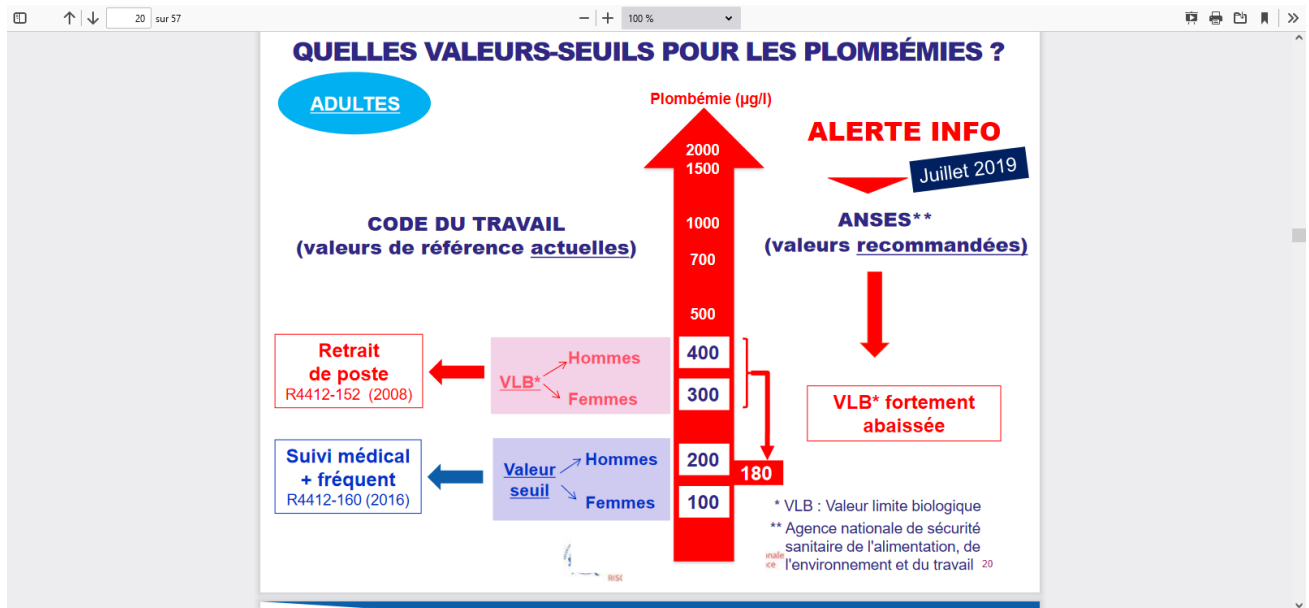 20 sur 57
100 %
QUELLES VALEURS-SEUILS POUR LES PLOMBÉMIES ?
ADULTES
Plombémie (µg/l)
ALERTE INFO
Juillet 2019
2000
1500
1000
700
500
400
300
200
100
180
CODE DU TRAVAIL
(valeurs de référence actuelles)
ANSES**
(valeurs recommandées)
Retrait
de poste
R4412-152 (2008)
VLB*
Hommes
Femmes
VLB* fortement
abaissée
Suivi médical
+ fréquent
R4412-160 (2016)
Valeur
seuil
Hommes
Femmes
* VLB : Valeur limite biologique
** Agence nationale de sécurité
sanitaire de l'alimentation, de
l'environnement et du travail
20